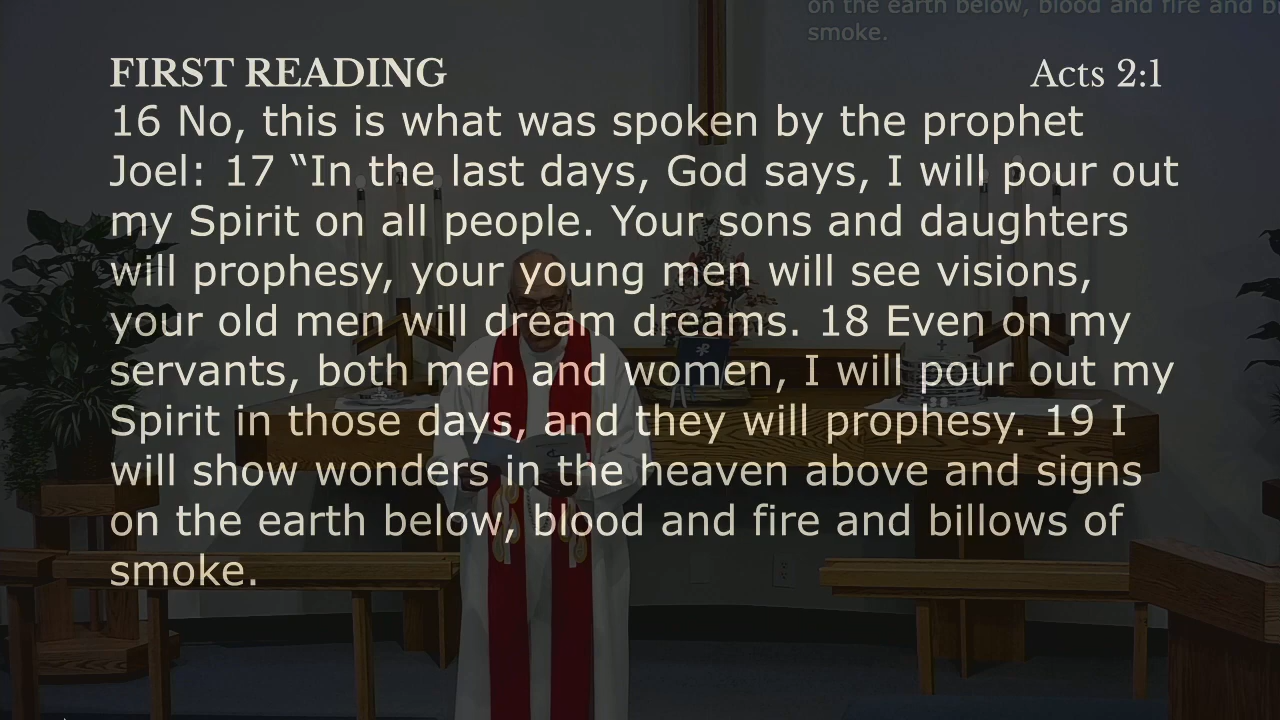 on the earth below, blood and fire and
smoke.
FIRST READING Acts 2:1
16 No, this is what was spoken by the prophet
Joel: 17 “In the last days, God says, I will pour out
my Spirit on all people. Your sons and daughters
will prophesy, your young men will see visions,
your old men will dream dreams. 18 Even on my
servants, both men and women, I will pour out my
Spirit in those days, and they will prophesy. 19 I
will show wonders in the heaven above and signs
on the earth below, blood and fire and billows of
smoke.